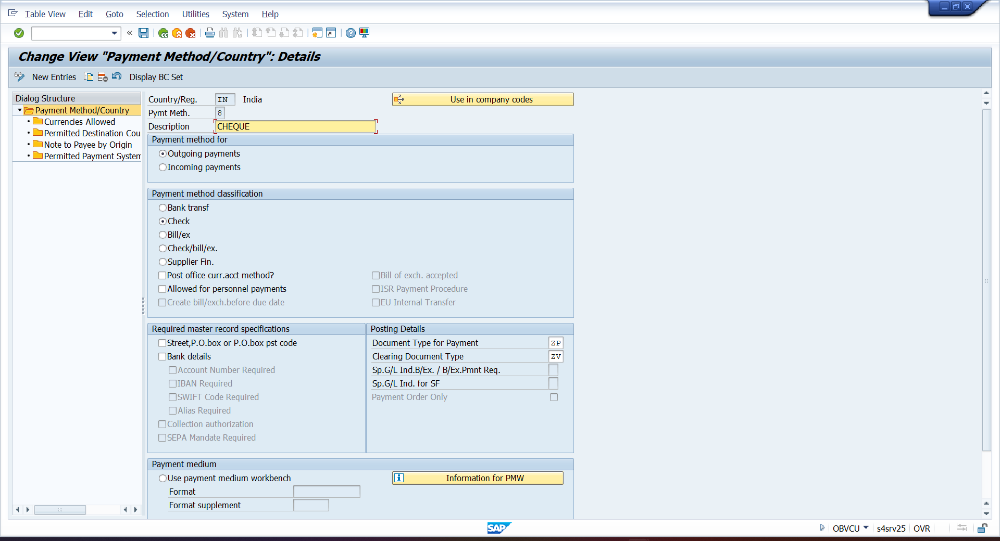 Table View Edit Goto Selection Utilities System Help
«
Change View "Payment Method/Country": Details
New Entries Display BC Set
Dialog Structure
Payment Method/Country
Currencies Allowed
Permitted Destination Cou
Note to Payee by Origin
Permitted Payment System
Country/Reg. IN India Use in company codes
Pymt Meth. 8
Description CHEQUE
Payment method for
Outgoing payments
Incoming payments
Payment method classification
Bank transf
Check
Bill/ex
Check/bill/ex.
Supplier Fin.
Post office curr.acct method? Bill of exch. accepted
Allowed for personnel payments ISR Payment Procedure
Create bill/exch.before due date EU Internal Transfer
Required master record specifications
Street,P.O.box or P.O.box pst code
Bank details
Account Number Required
IBAN Required
SWIFT Code Required
Alias Required
Collection authorization
SEPA Mandate Required
Posting Details
Document Type for Payment ZP
Clearing Document Type ZV
Sp.G/L Ind.B/Ex. / B/Ex.Pmnt Req.
Sp.G/L Ind. for SF
Payment Order Only
Payment medium
Use payment medium workbench Information for PMW
Format
Format supplement
SAP OBVCU s4srv25 OVR